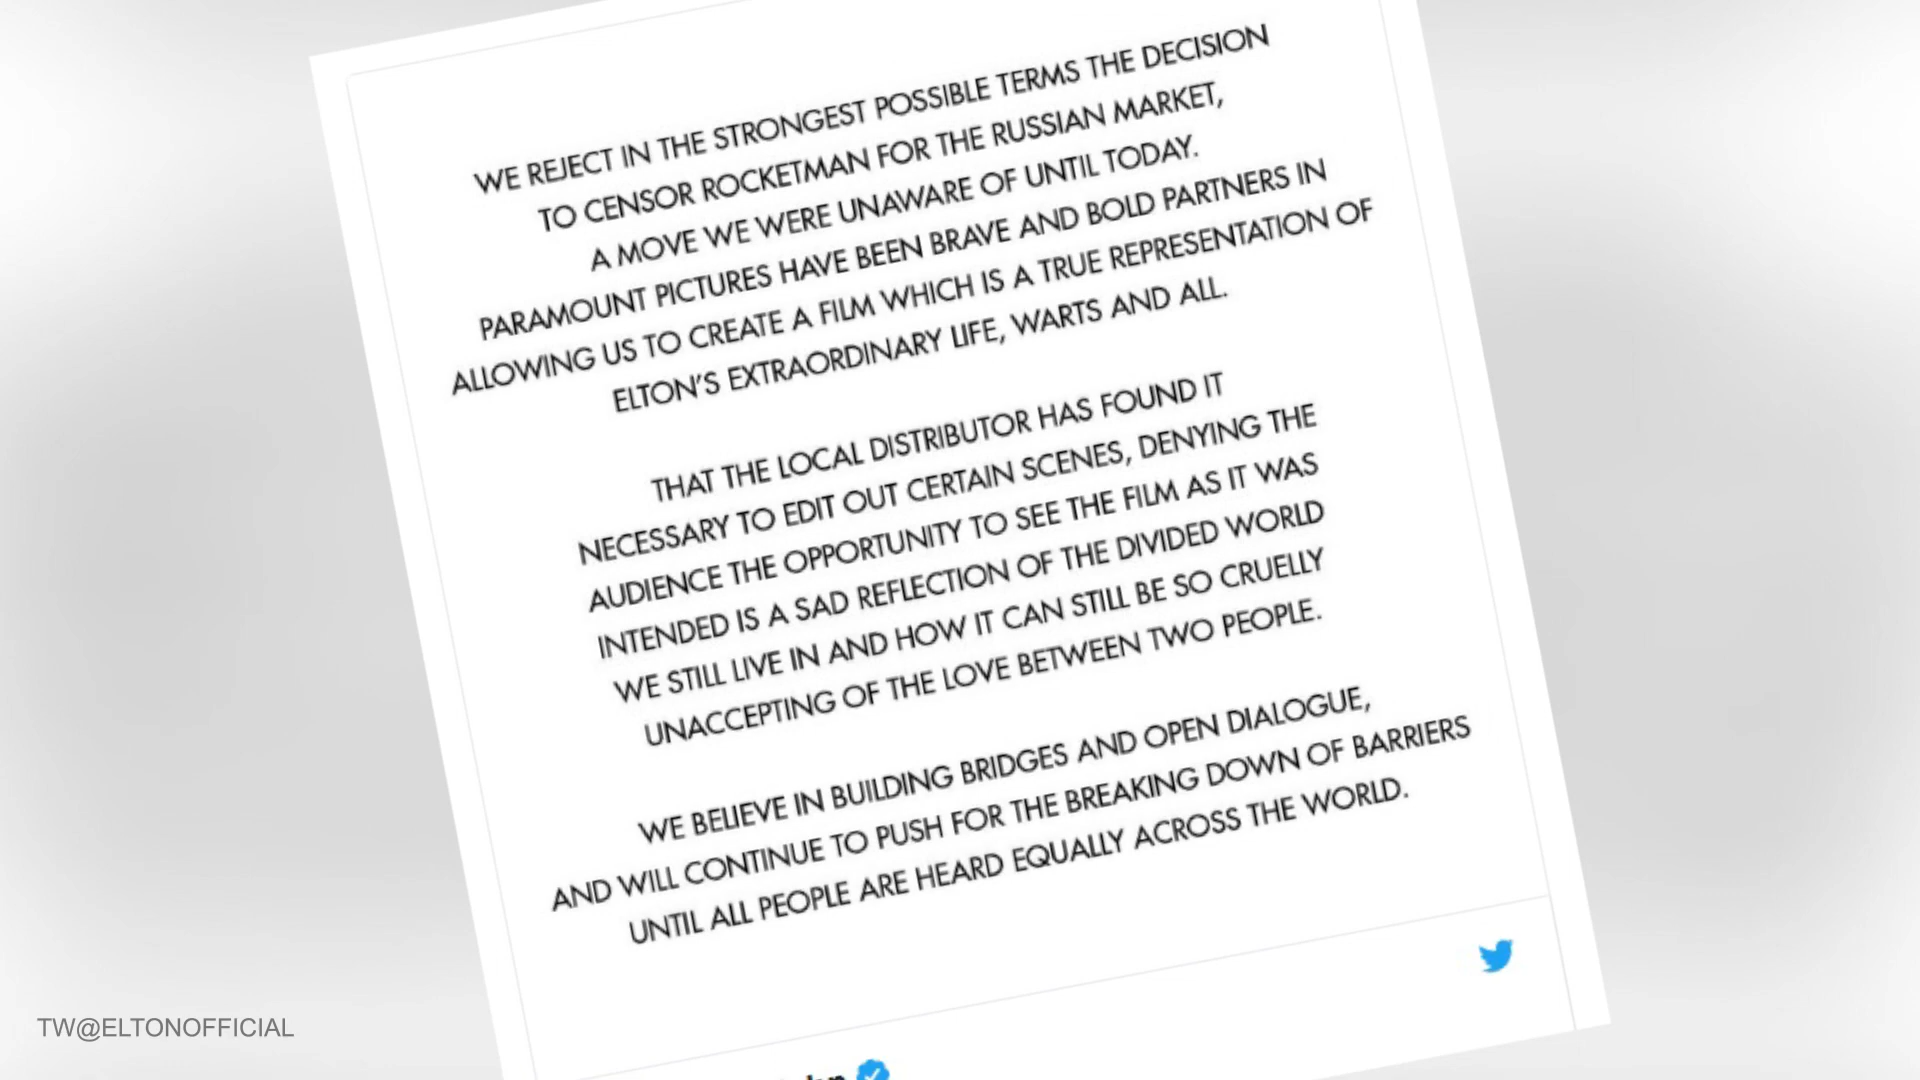 WE REJECT IN THE STRONGEST POSSIBLE TERMS THE DECISION
TO CENSOR ROCKETMAN FOR THE RUSSIAN MARKET,
A MOVE WE WERE UNAWARE OF UNTIL TODAY.
PARAMOUNT PICTURES HAVE BEEN BRAVE AND BOLD PARTNERS IN
ALLOWING US TO CREATE A FILM WHICH IS A TRUE REPRESENTATION OF
ELTON'S EXTRAORDINARY LIFE, WARTS AND ALL.
THAT THE LOCAL DISTRIBUTOR HAS FOUND IT
NECESSARY TO EDIT OUT CERTAIN SCENES, DENYING THE
AUDIENCE THE OPPORTUNITY TO SEE THE FILM AS IT WAS
INTENDED IS A SAD REFLECTION OF THE DIVIDED WORLD
WE STILL LIVE IN AND HOW IT CAN STILL BE SO CRUELLY
UNACCEPTING OF THE LOVE BETWEEN TWO PEOPLE.
WE BELIEVE IN BUILDING BRIDGES AND OPEN DIALOGUE,
AND WILL CONTINUE TO PUSH FOR THE BREAKING DOWN OF BARRIERS
UNTIL ALL PEOPLE ARE HEARD EQUALLY ACROSS THE WORLD.
TW@ELTONOFFICIAL